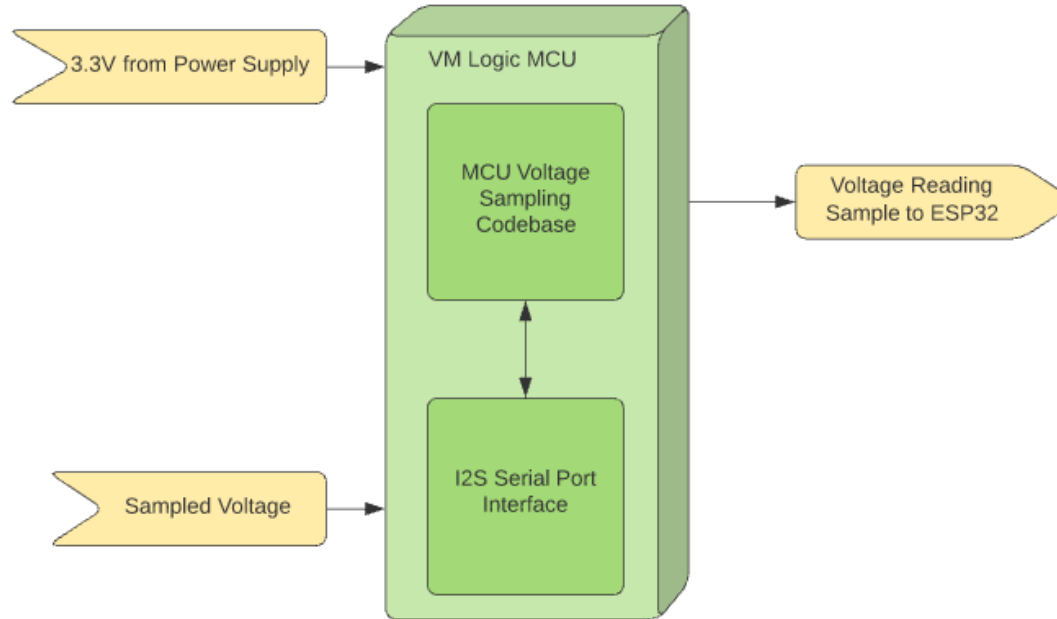 3.3V from Power Supply
VM Logic MCU
MCU Voltage
Sampling
Codebase
Voltage Reading
Sample to ESP32
I2S Serial Port
Interface
Sampled Voltage